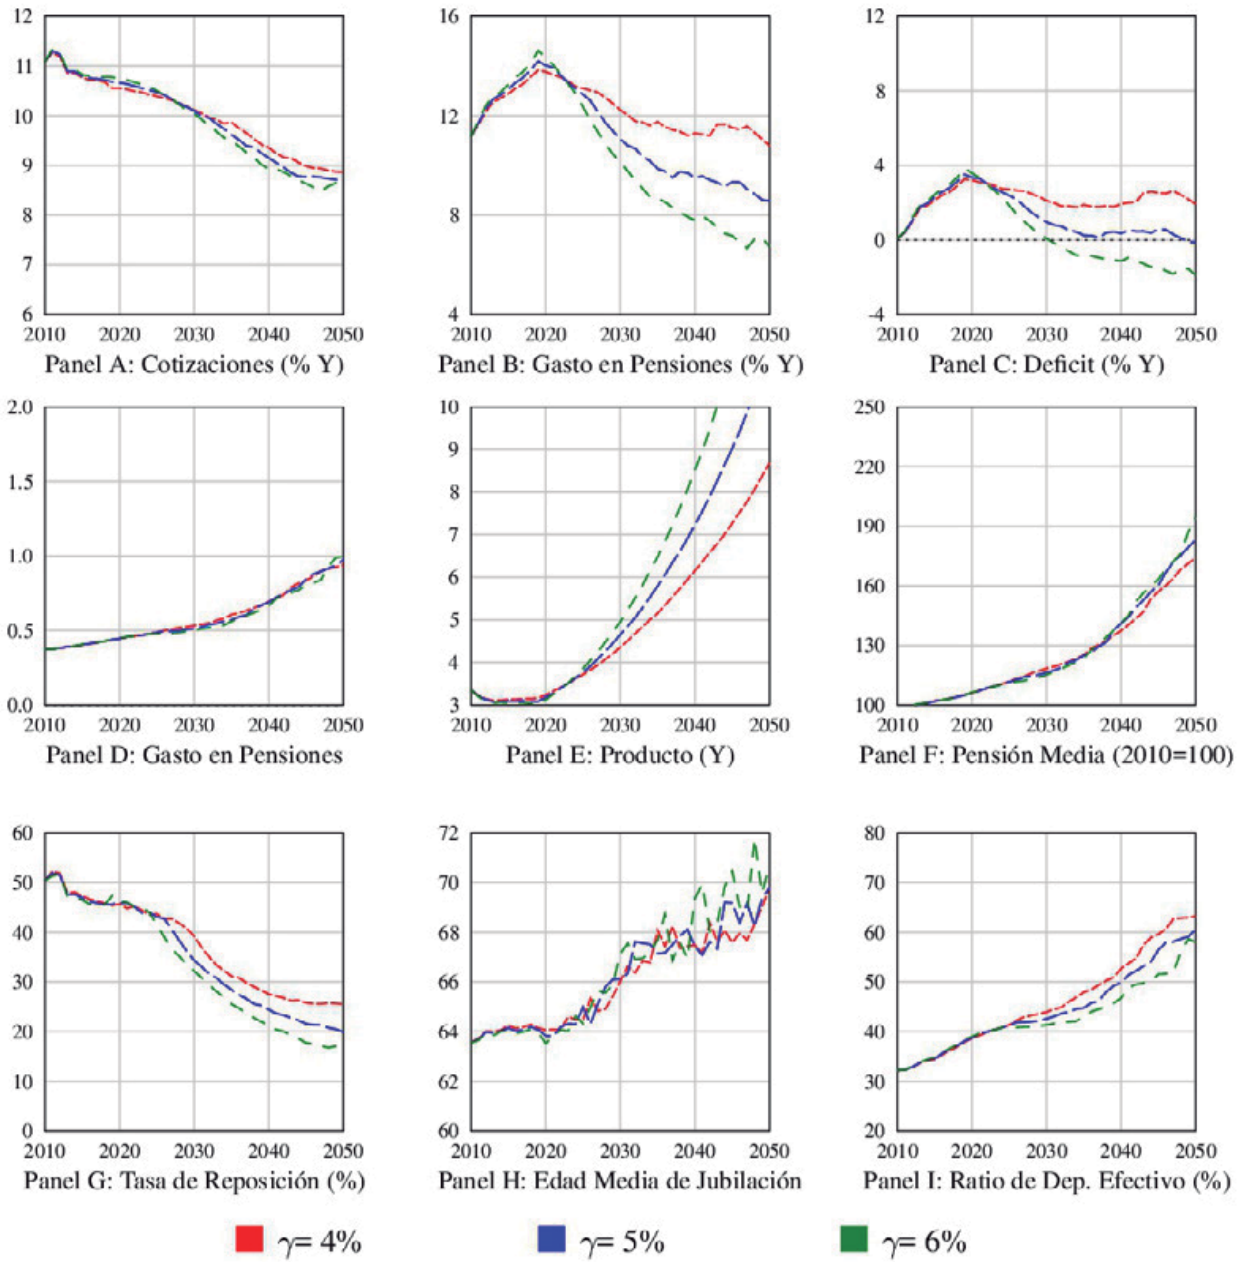 12
11
10
9
8
7
6
2010 2020 2030 2040 2050
Panel A: Cotizaciones (% Y)
16
12
8
4
2010 2020 2030 2040 2050
Panel B: Gasto en Pensiones (% Y)
12
8
4
0
-4
2010 2020 2030 2040 2050
Panel C: Deficit (% Y)
2.0
1.5
1.0
0.5
0.0
2010 2020 2030 2040 2050
Panel D: Gasto en Pensiones
10
9
8
7
6
5
4
3
2010 2020 2030 2040 2050
Panel E: Producto (Y)
250
220
190
160
130
100
2010 2020 2030 2040 2050
Panel F: Pensión Media (2010=100)
60
50
40
30
20
10
0
2010 2020 2030 2040 2050
Panel G: Tasa de Reposición (%)
72
70
68
66
64
62
60
2010 2020 2030 2040 2050
Panel H: Edad Media de Jubilación
80
70
60
50
40
30
20
2010 2020 2030 2040 2050
Panel I: Ratio de Dep. Efectivo (%)
γ= 4% γ= 5% γ= 6%